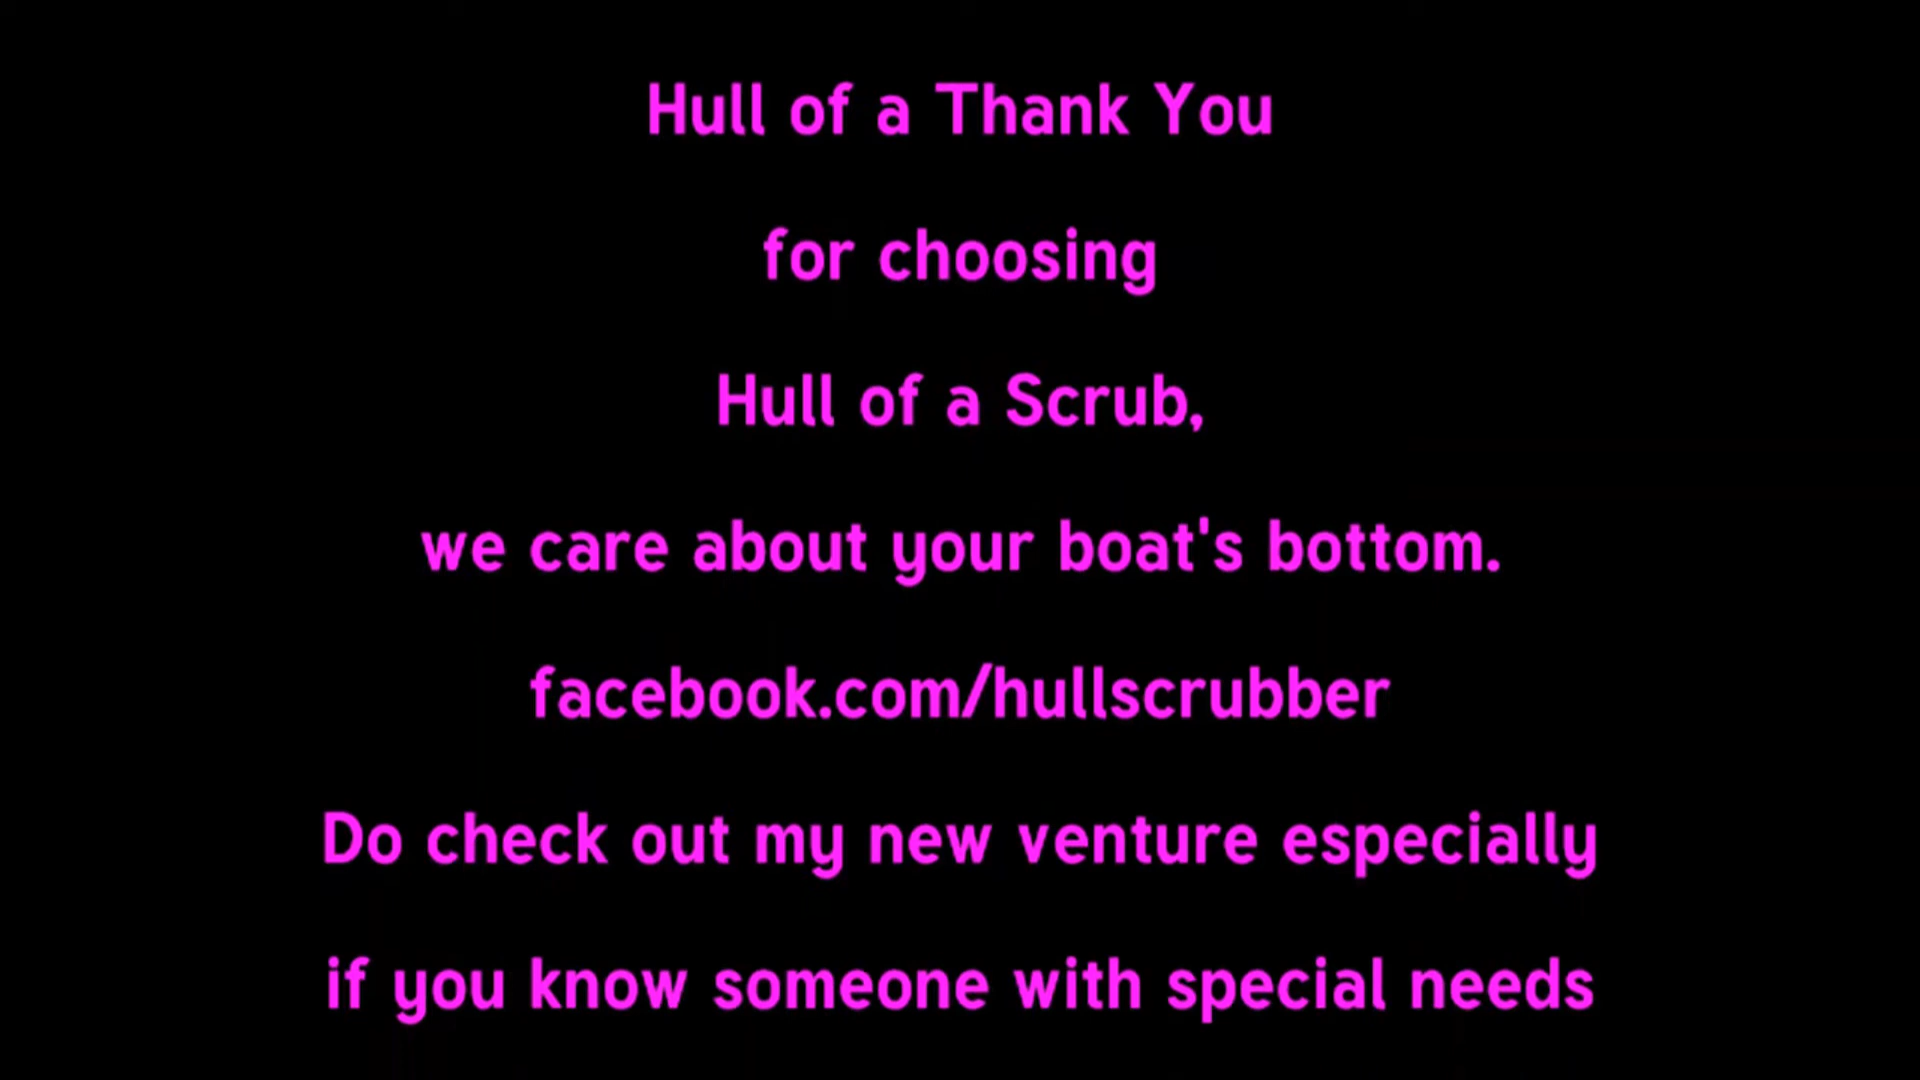 Hull of a Thank You
for choosing
Hull of a Scrub,
we care about your boat's bottom.
facebook.com/hullscrubber
Do check out my new venture especially
if you know someone with special needs